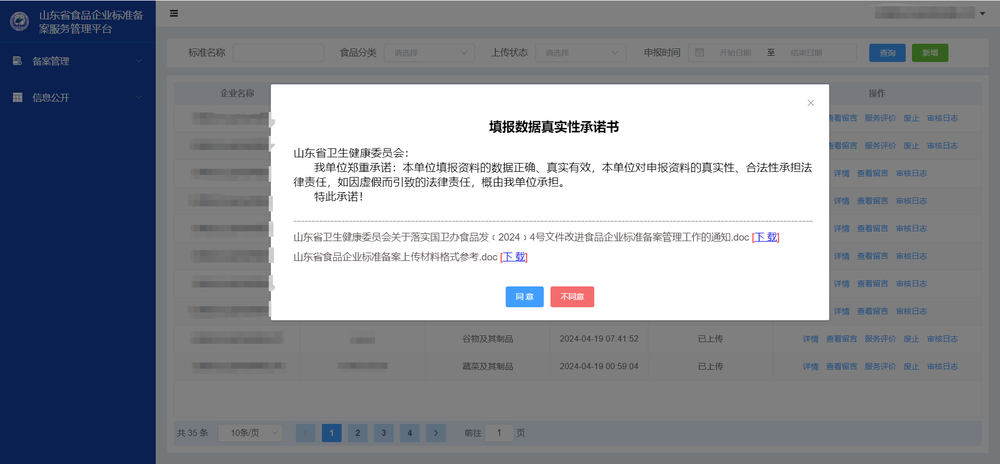 山东省食品企业标准备
案服务管理平台
备案管理
信息公开
标准名称 食品分类 请选择 上传状态 请选择 申报时间 开始日期 至 结束日期 查询 新增
企业名称 操作
查看留言 服务评价 废止 审核日志
查看留言 服务评价 废止 审核日志
详情 查看留言 审核日志
详情 查看留言 审核日志
详情 查看留言 审核日志
详情 查看留言 审核日志
详情 查看留言 审核日志
详情 查看留言 审核日志
填报数据真实性承诺书
山东省卫生健康委员会：
我单位郑重承诺：本单位填报资料的数据正确、真实有效，本单位对申报资料的真实性、合法性承担法
律责任，如因虚假而引致的法律责任，概由我单位承担。
特此承诺！
山东省卫生健康委员会关于落实国卫办食品发﹝2024﹞4号文件改进食品企业标准备案管理工作的通知.doc [下 载]
山东省食品企业标准备案上传材料格式参考.doc [下 载]
同 意 不同意
谷物及其制品 2024-04-19 07:41:52 已上传 详情 查看留言 服务评价 废止 审核日志
蔬菜及其制品 2024-04-19 00:59:04 已上传 详情 查看留言 服务评价 废止 审核日志
共 35 条 10条/页 1 2 3 4 前往 1 页